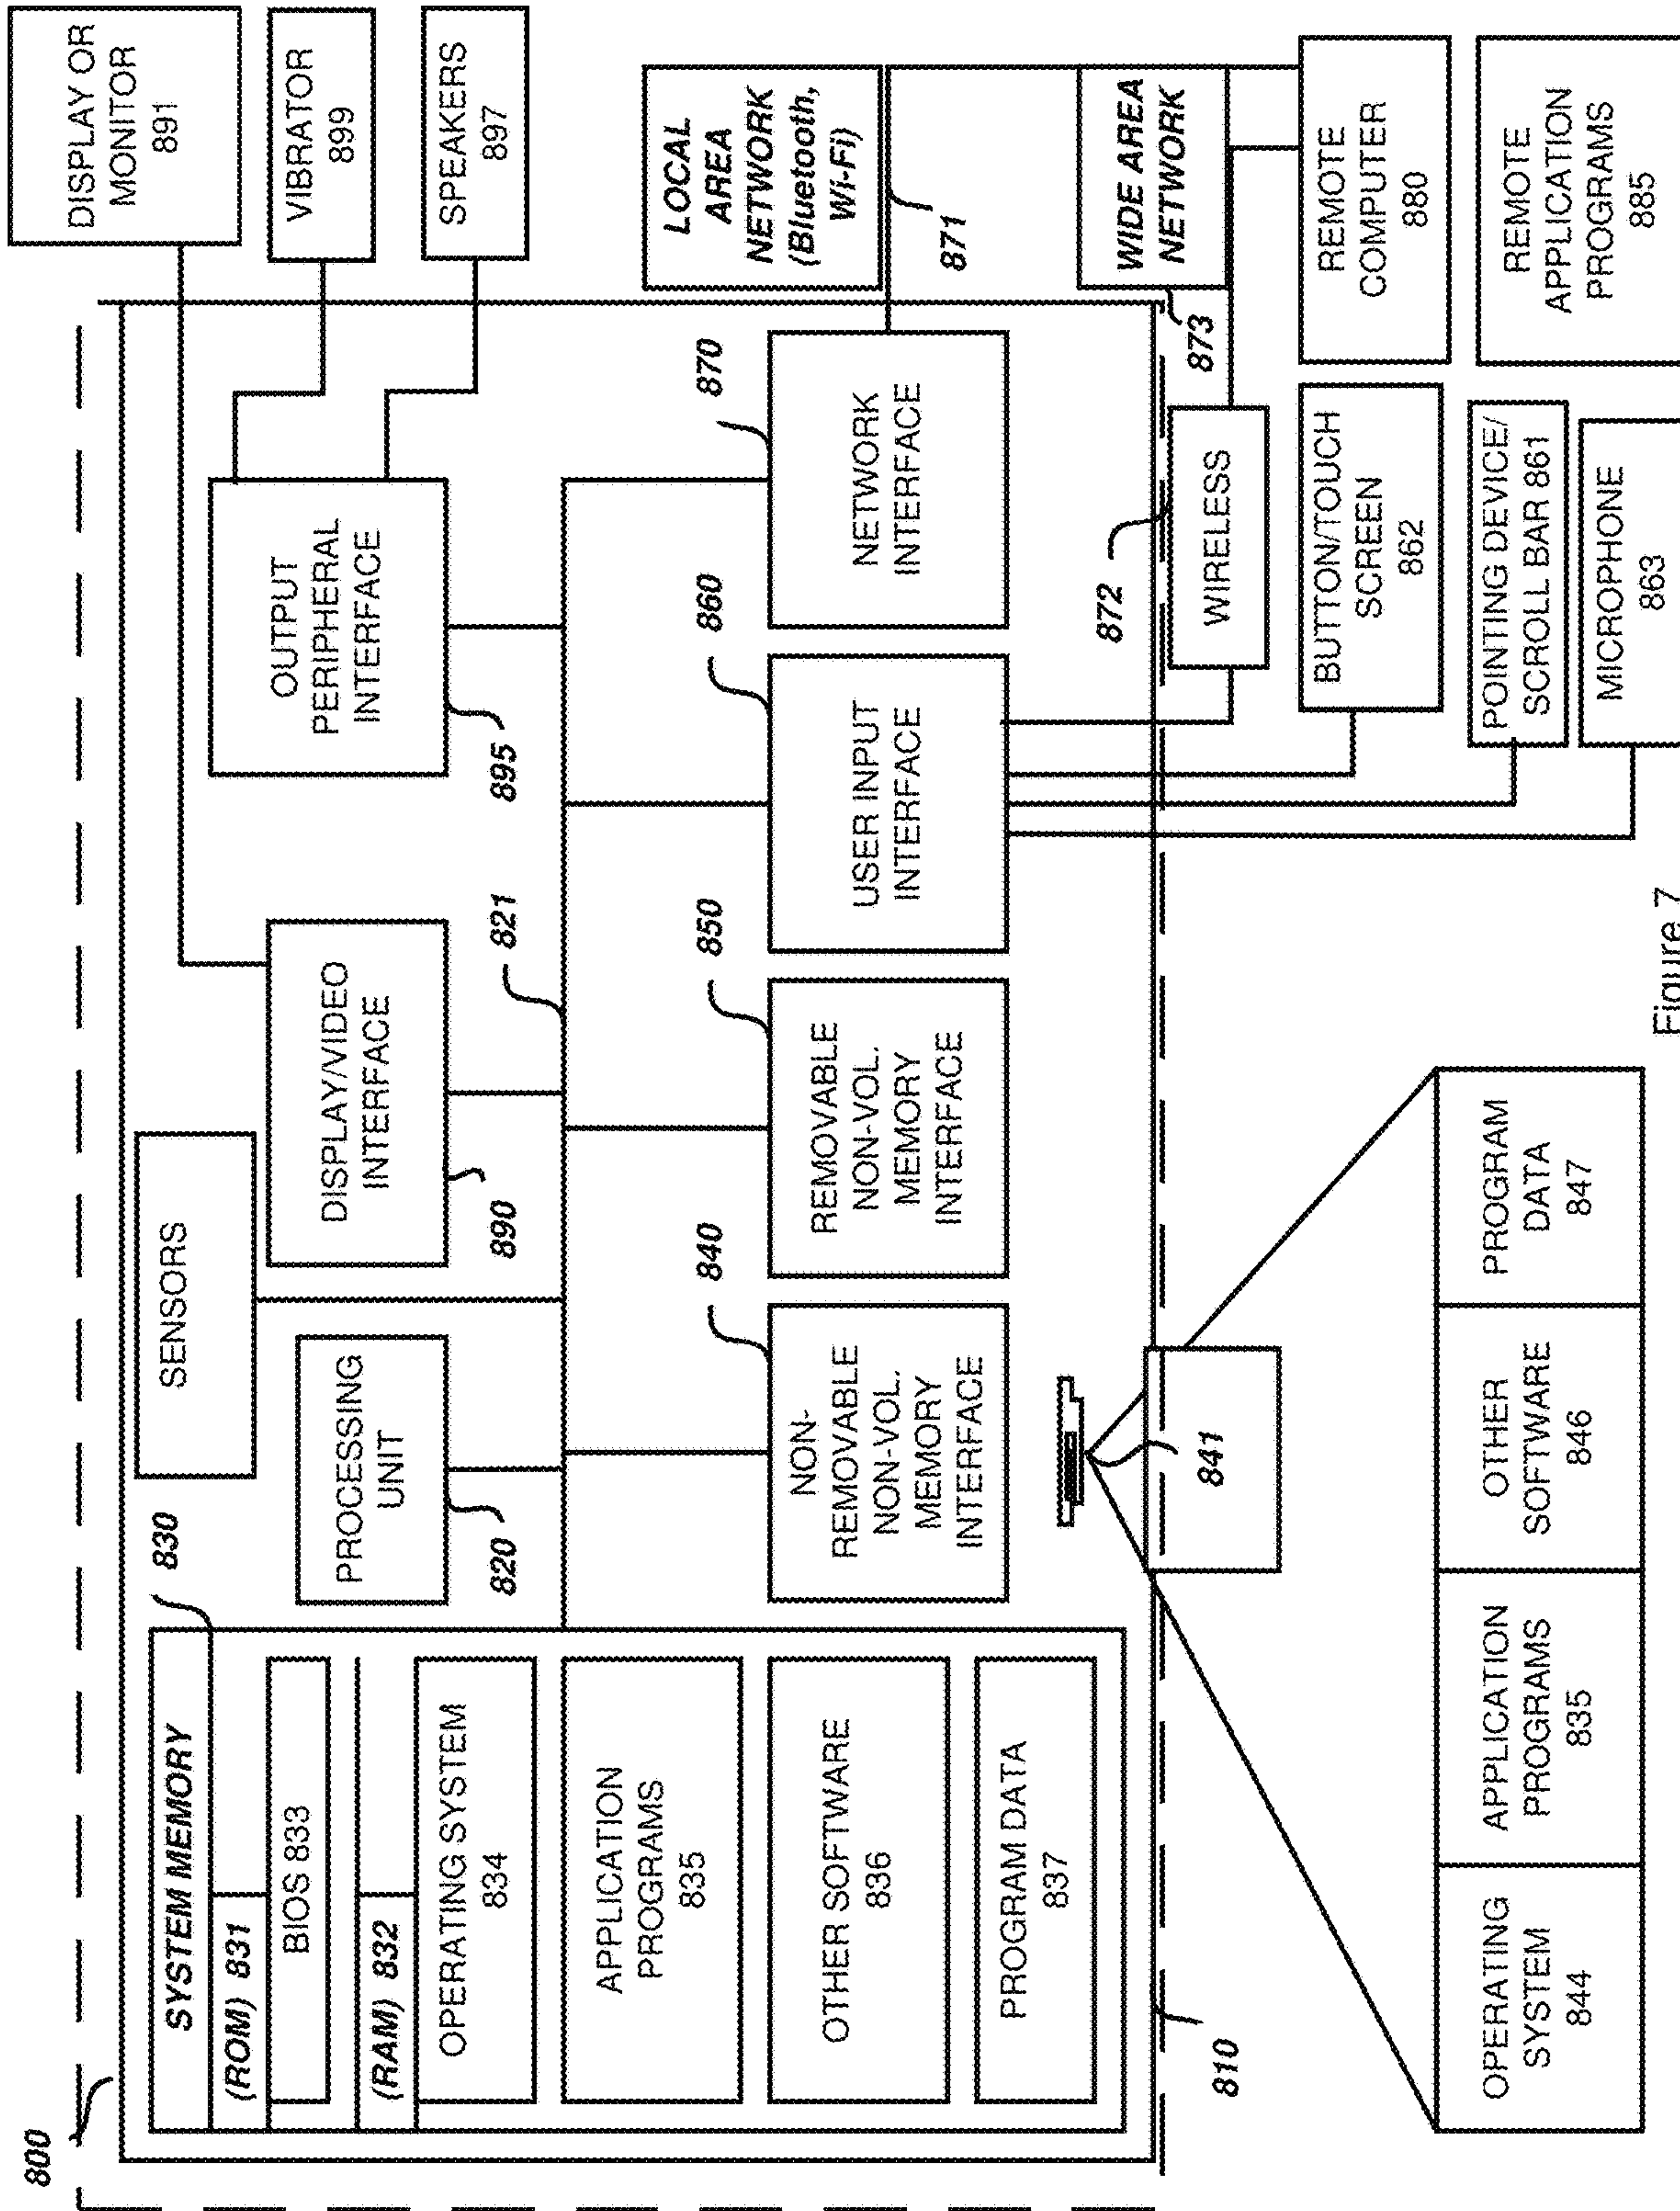 800
SYSTEM MEMORY
(ROM) 831
BIOS 833
(RAM) 832
OPERATING SYSTEM
834
APPLICATION
PROGRAMS
835
OTHER SOFTWARE
836
PROGRAM DATA
837
830
SENSORS
PROCESSING
UNIT
820
DISPLAY/VIDEO
INTERFACE
890
821
OUTPUT
PERIPHERAL
INTERFACE
895
DISPLAY OR
MONITOR
891
VIBRATOR
899
SPEAKERS
897
840
NON-
REMOVABLE
NON-VOL.
MEMORY
INTERFACE
850
REMOVABLE
NON-VOL.
MEMORY
INTERFACE
860
USER INPUT
INTERFACE
870
NETWORK
INTERFACE
LOCAL
AREA
NETWORK
(Bluetooth,
Wi-Fi)
871
WIDE AREA
NETWORK
873
872
WIRELESS
810
841
REMOTE
COMPUTER
880
BUTTON/TOUCH
SCREEN
862
POINTING DEVICE/
SCROLL BAR 861
MICROPHONE
863
REMOTE
APPLICATION
PROGRAMS
885
OPERATING
SYSTEM
844
APPLICATION
PROGRAMS
835
OTHER
SOFTWARE
846
PROGRAM
DATA
847
Figure 7